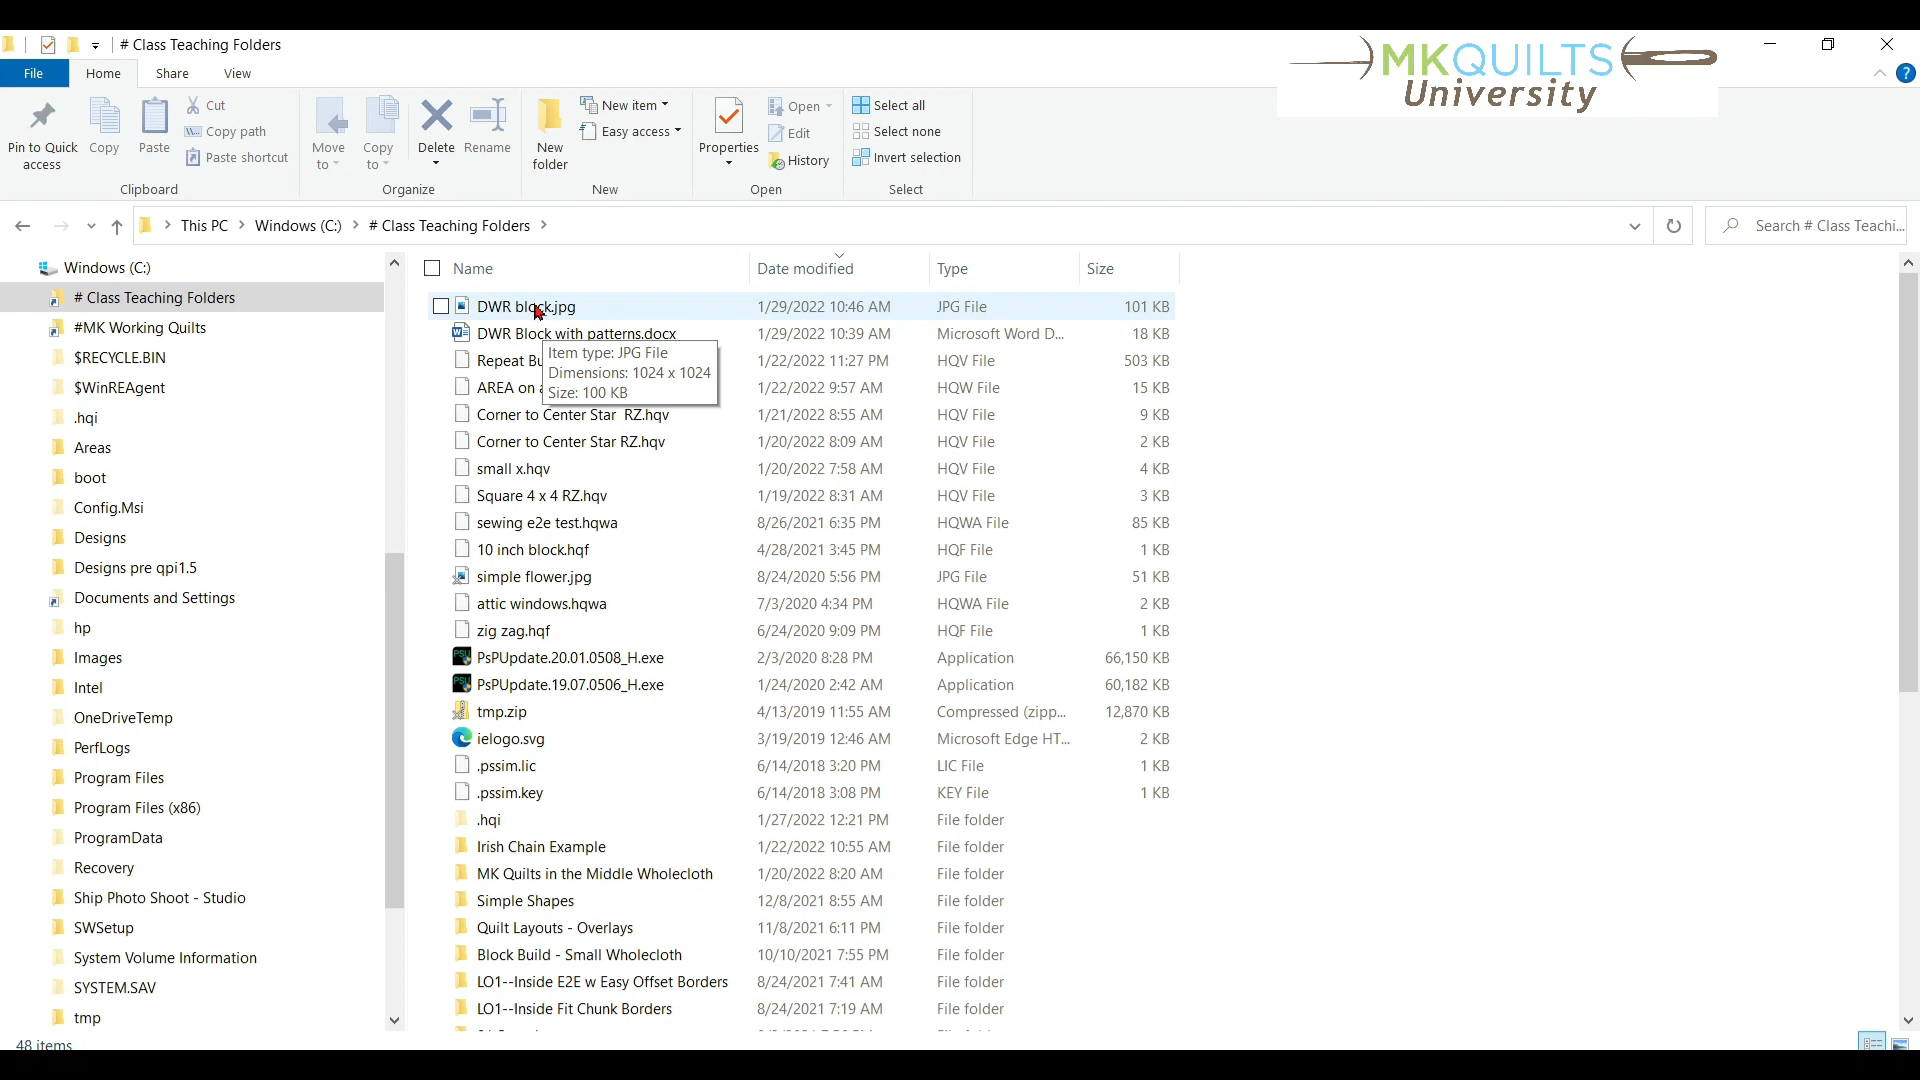 # Class Teaching Folders
MKQUILTS
University
File Home Share View
?
Pin to Quick access
Copy
Paste
Cut
Copy path
Paste shortcut
Move to
Copy to
Delete
Rename
New folder
New item
Easy access
Properties
Open
Edit
History
Select all
Select none
Invert selection
Clipboard Organize New Open Select
This PC > Windows (C:) > # Class Teaching Folders >
Search # Class Teachi...
Windows (C:)
# Class Teaching Folders
#MK Working Quilts
$RECYCLE.BIN
$WinREAgent
.hqi
Areas
boot
Config.Msi
Designs
Designs pre qpi1.5
Documents and Settings
hp
Images
Intel
OneDriveTemp
PerfLogs
Program Files
Program Files (x86)
ProgramData
Recovery
Ship Photo Shoot - Studio
SWSetup
System Volume Information
SYSTEM.SAV
tmp
Name Date modified Type Size
DWR block.jpg 1/29/2022 10:46 AM JPG File 101 KB
DWR Block with patterns.docx 1/29/2022 10:39 AM Microsoft Word D... 18 KB
Repeat 1/22/2022 11:27 PM HQV File 503 KB
AREA on 1/22/2022 9:57 AM HQW File 15 KB
Corner to Center Star RZ.hqv 1/21/2022 8:55 AM HQV File 9 KB
Corner to Center Star RZ.hqv 1/20/2022 8:09 AM HQV File 2 KB
small x.hqv 1/20/2022 7:58 AM HQV File 4 KB
Square 4 x 4 RZ.hqv 1/19/2022 8:31 AM HQV File 3 KB
sewing e2e test.hqwa 8/26/2021 6:35 PM HQWA File 85 KB
10 inch block.hqf 4/28/2021 3:45 PM HQF File 1 KB
simple flower.jpg 8/24/2020 5:56 PM JPG File 51 KB
attic windows.hqwa 7/3/2020 4:34 PM HQWA File 2 KB
zig zag.hqf 6/24/2020 9:09 PM HQF File 1 KB
PsPUpdate.20.01.0508_H.exe 2/3/2020 8:28 PM Application 66,150 KB
PsPUpdate.19.07.0506_H.exe 1/24/2020 2:42 AM Application 60,182 KB
tmp.zip 4/13/2019 11:55 AM Compressed (zipp... 12,870 KB
ielogo.svg 3/19/2019 12:46 AM Microsoft Edge HT... 2 KB
.pssim.lic 6/14/2018 3:20 PM LIC File 1 KB
.pssim.key 6/14/2018 3:08 PM KEY File 1 KB
.hqi 1/27/2022 12:21 PM File folder
Irish Chain Example 1/22/2022 10:55 AM File folder
MK Quilts in the Middle Wholecloth 1/20/2022 8:20 AM File folder
Simple Shapes 12/8/2021 8:55 AM File folder
Quilt Layouts - Overlays 11/8/2021 6:11 PM File folder
Block Build - Small Wholecloth 10/10/2021 7:55 PM File folder
LO1--Inside E2E w Easy Offset Borders 8/24/2021 7:41 AM File folder
LO1--Inside Fit Chunk Borders 8/24/2021 7:19 AM File folder
Item type: JPG File
Dimensions: 1024 x 1024
Size: 100 KB
48 items